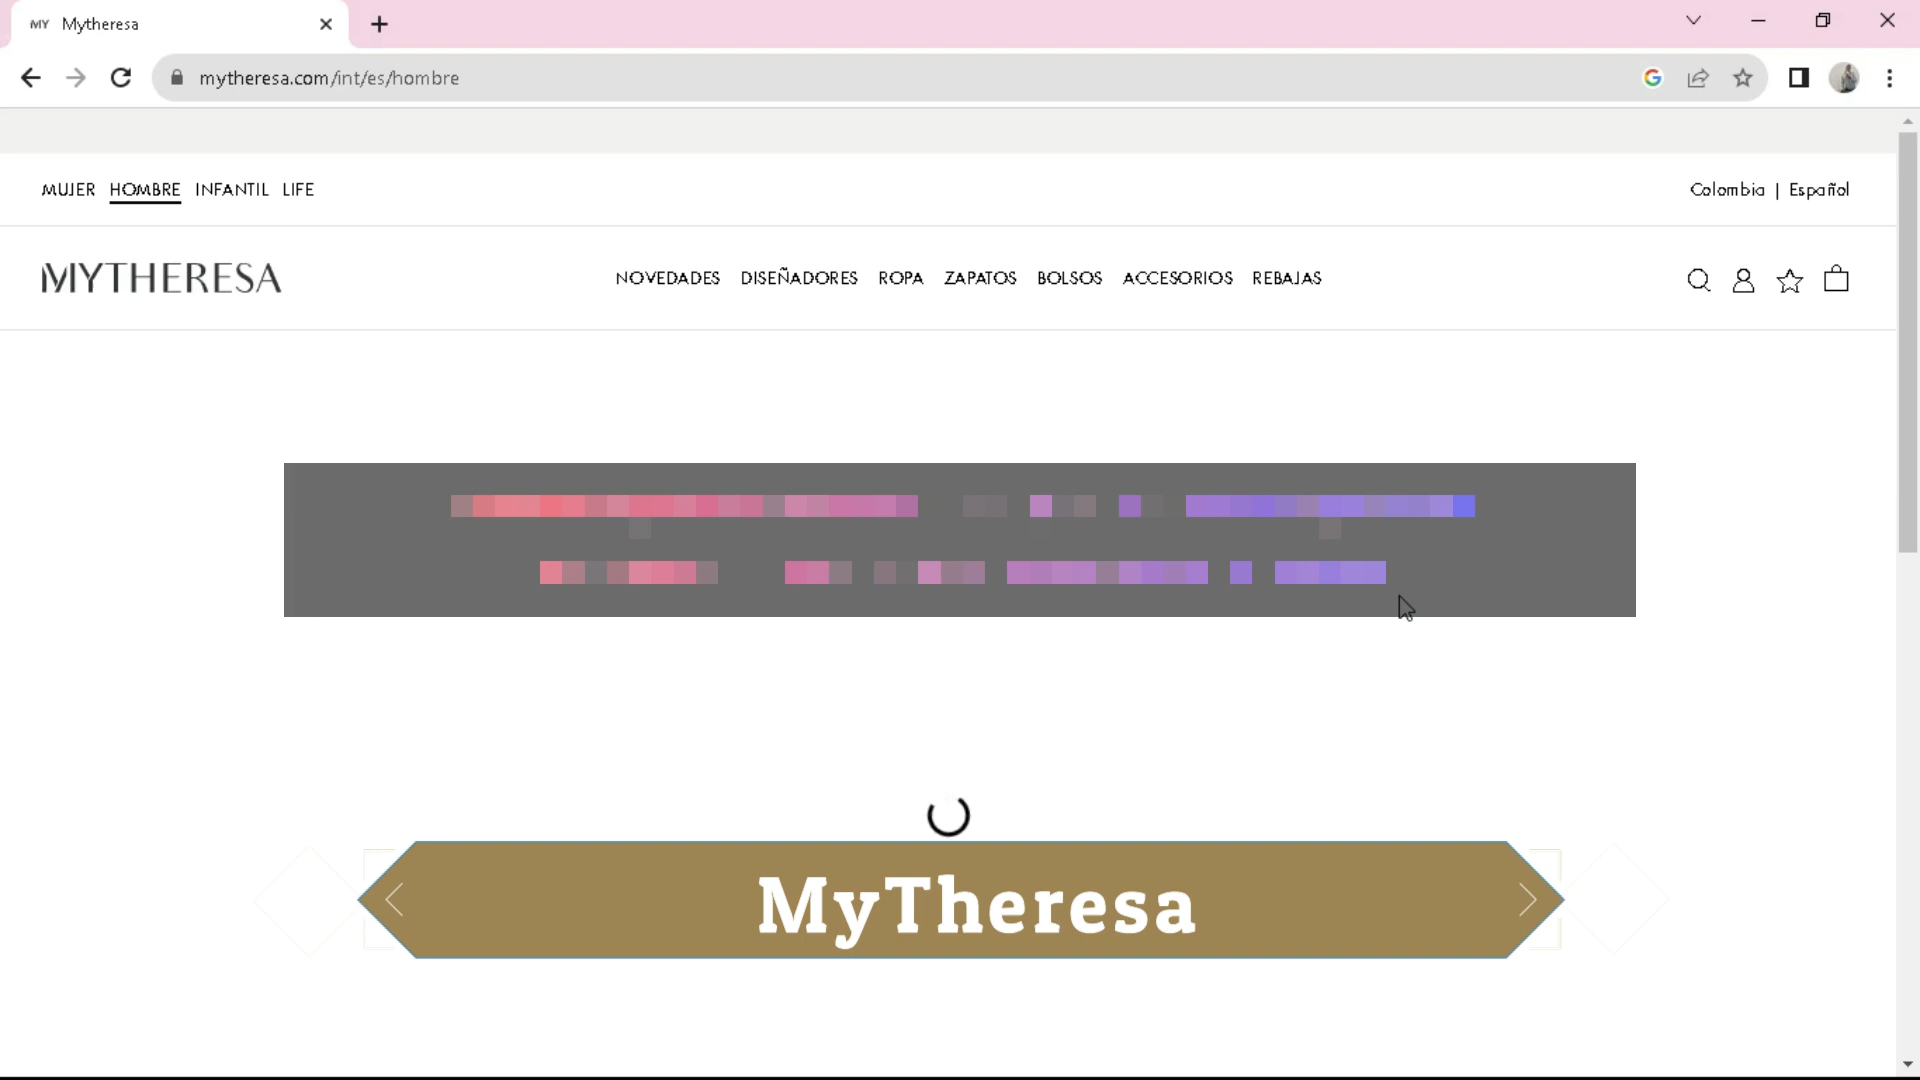 MY Mytheresa
mytheresa.com/int/es/hombre
MUJER HOMBRE INFANTIL LIFE
Colombia | Español
MYTHERESA
NOVEDADES DISEÑADORES ROPA ZAPATOS BOLSOS ACCESORIOS REBAJAS
MyTheresa